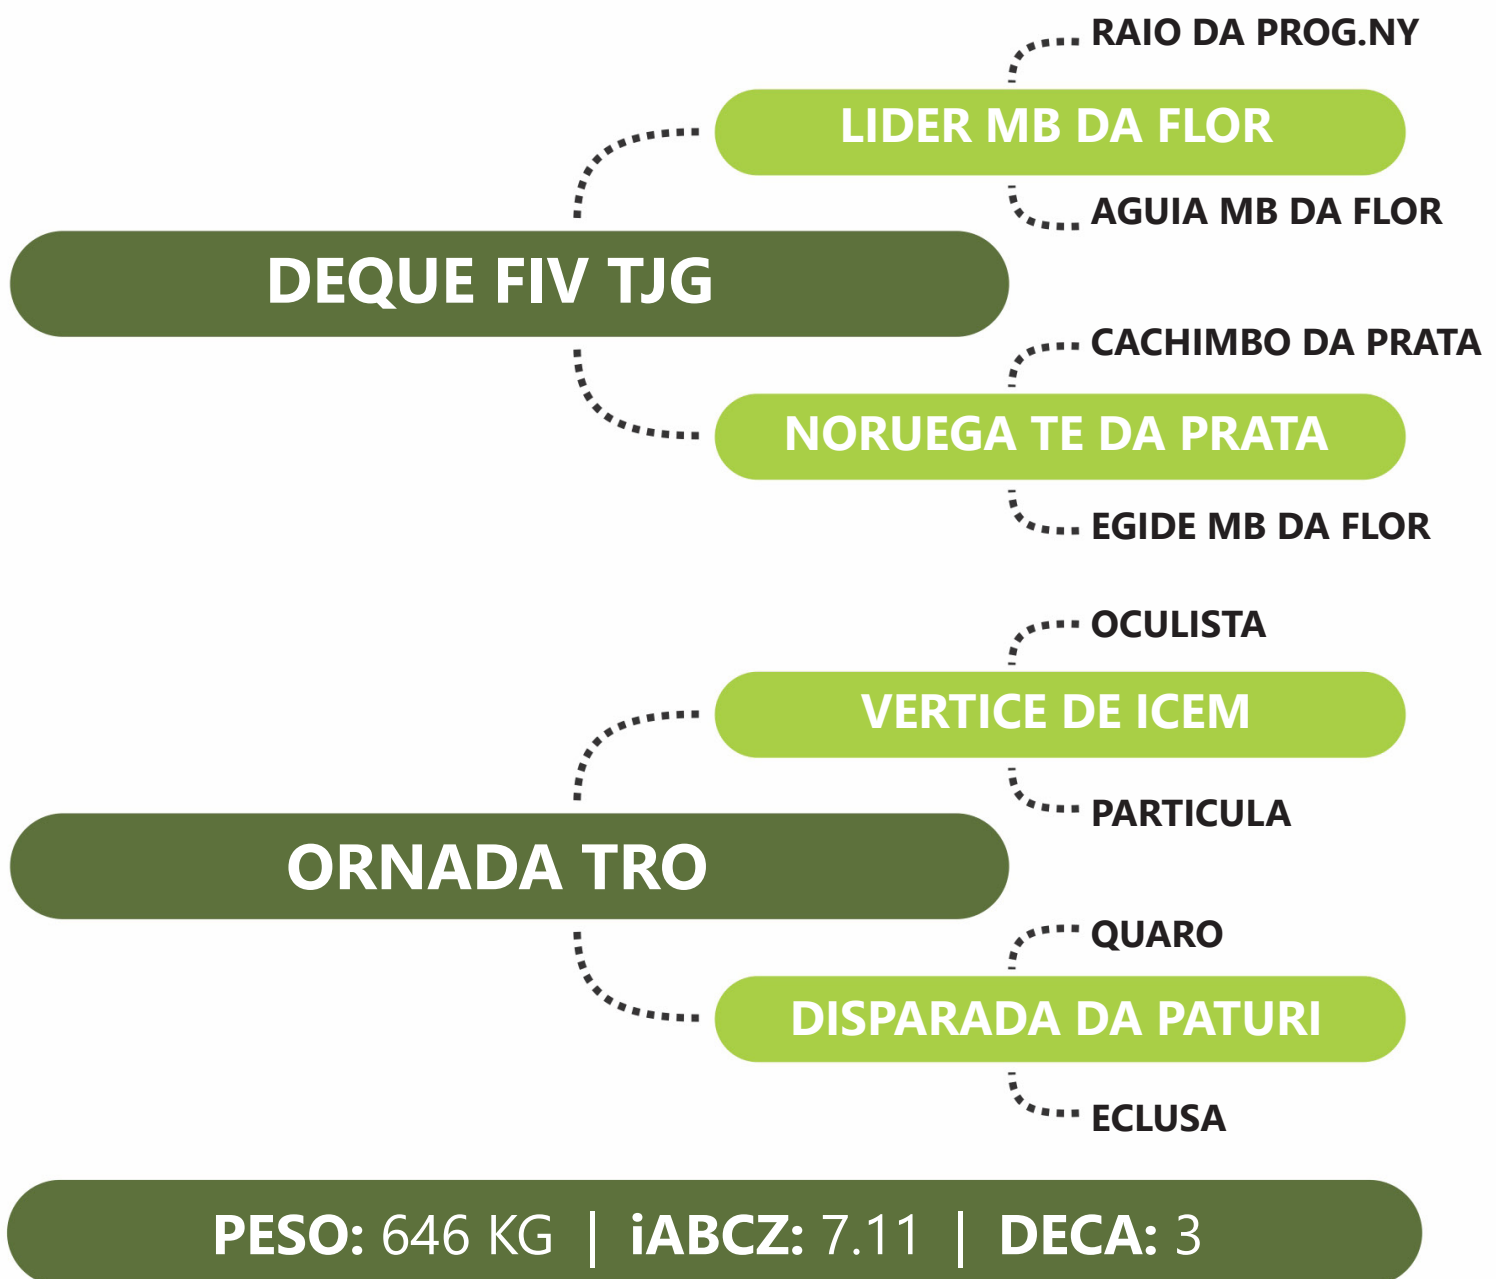 RAIO DA PROG.NY
LIDER MB DA FLOR
AGUIA MB DA FLOR
DEQUE FIV TJG
CACHIMBO DA PRATA
NORUEGA TE DA PRATA
EGIDE MB DA FLOR
OCULISTA
VERTICE DE ICEM
PARTICULA
ORNADA TRO
QUARO
DISPARADA DA PATURI
ECLUSA
PESO: 646 KG | iABCZ: 7.11 | DECA: 3